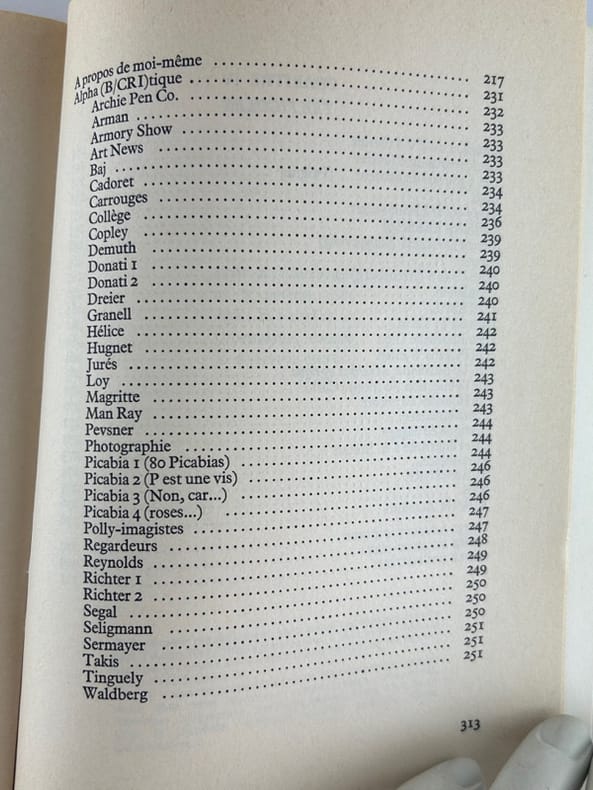 A propos de moi-même .......... 217
Alpha (B/CRI)tique .......... 231
Archie Pen Co. .......... 232
Arman .......... 233
Armory Show .......... 233
Art News .......... 233
Baj .......... 233
Cadoret .......... 234
Carrouges .......... 234
Collège .......... 236
Copley .......... 239
Demuth .......... 239
Donati 1 .......... 240
Donati 2 .......... 240
Dreier .......... 240
Granell .......... 241
Hélice .......... 242
Hugnet .......... 242
Jurés .......... 242
Loy .......... 243
Magritte .......... 243
Man Ray .......... 243
Pevsner .......... 244
Photographie .......... 244
Picabia 1 (80 Picabias) .......... 244
Picabia 2 (P est une vis) .......... 246
Picabia 3 (Non, car...) .......... 246
Picabia 4 (roses...) .......... 246
Polly-imagistes .......... 247
Regardeurs .......... 247
Reynolds .......... 248
Richter 1 .......... 249
Richter 2 .......... 249
Segal .......... 250
Seligmann .......... 250
Sermayer .......... 250
Takis .......... 251
Tinguely .......... 251
Waldberg .......... 251
313